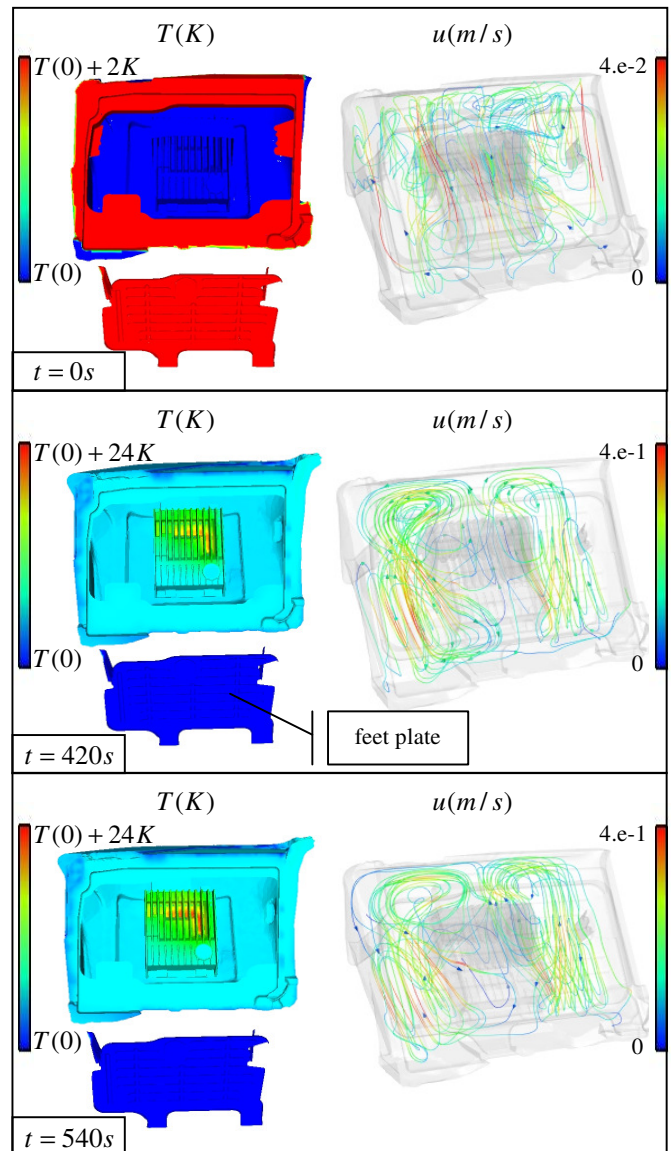 T(K) u(m/s)
T(0)+2K 4.e-2
T(0) 0
t = 0s
T(K) u(m/s)
T(0)+24K 4.e-1
T(0) 0
feet plate
t = 420s
T(K) u(m/s)
T(0)+24K 4.e-1
T(0) 0
t = 540s